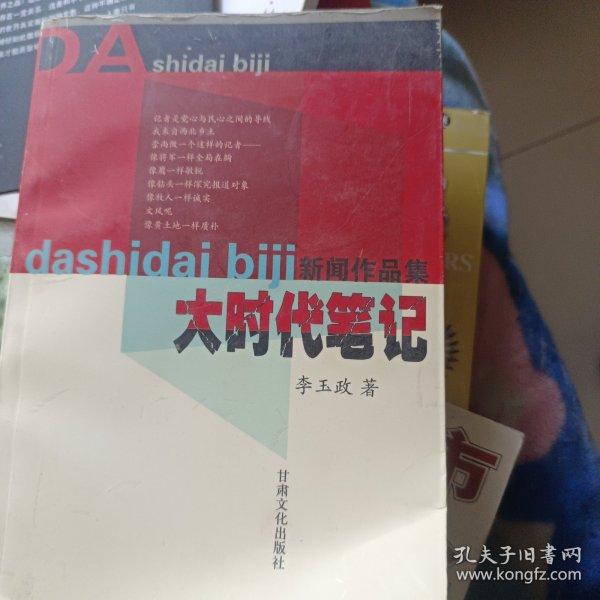 DA shidai biji
记者是党心与民心之间的导线
我来自西北乡土
崇尚做一个这样的记者——
像将军一样全局在胸
像鹰一样敏锐
像钻头一样深究报道对象
像牧人一样诚实
文风呢
像黄土地一样质朴
dashidai biji 新闻作品集
大时代笔记
李玉政 著
甘肃文化出版社
RS
方
孔夫子旧书网
www.kongfz.com